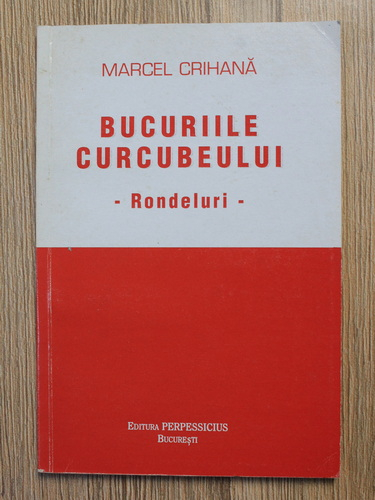 MARCEL CRIHANĂ
BUCURIILE
CURCUBEULUI
- Rondeluri -
EDITURA PERPESSICIUS
BUCUREȘTI